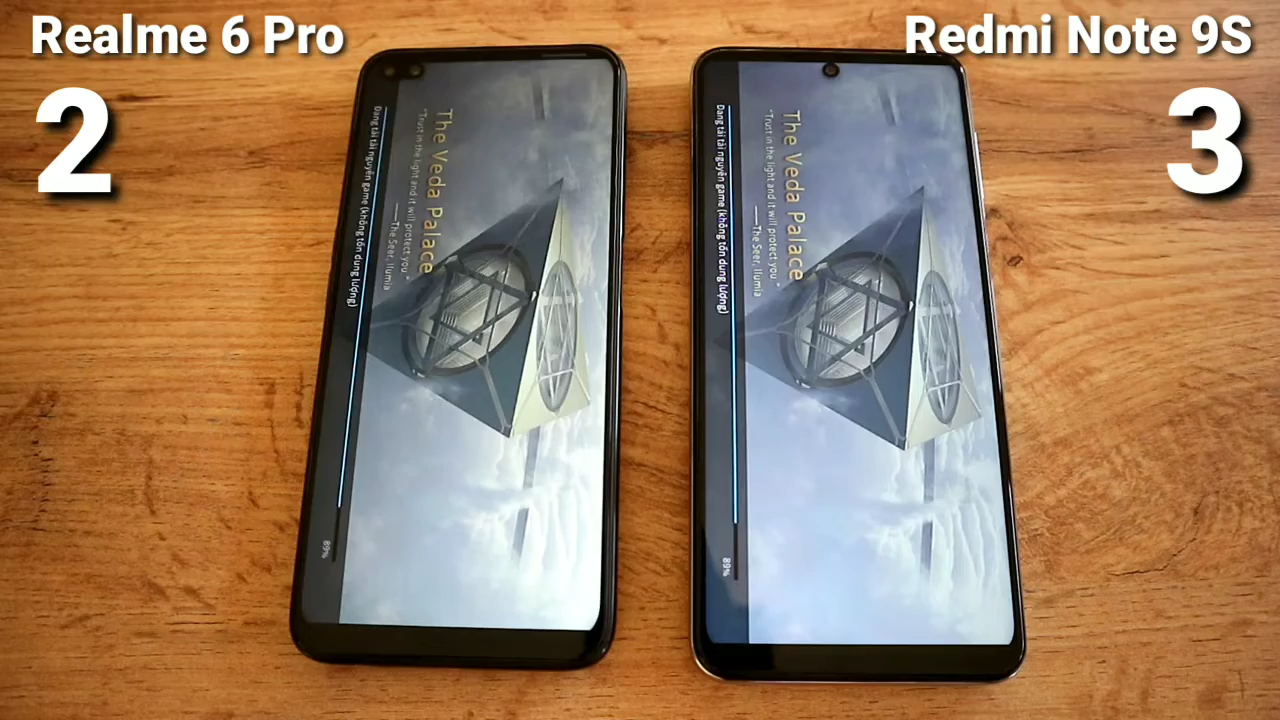 Realme 6 Pro
2
Redmi Note 9S
3
The Veda Palace
"Trust in the light and it will protect you."
——The Seer, Ilumia
Đang tải tài nguyên game (không tốn dung lượng)
89%
The Veda Palace
"Trust in the light and it will protect you."
——The Seer, Ilumia
Đang tải tài nguyên game (không tốn dung lượng)
89%